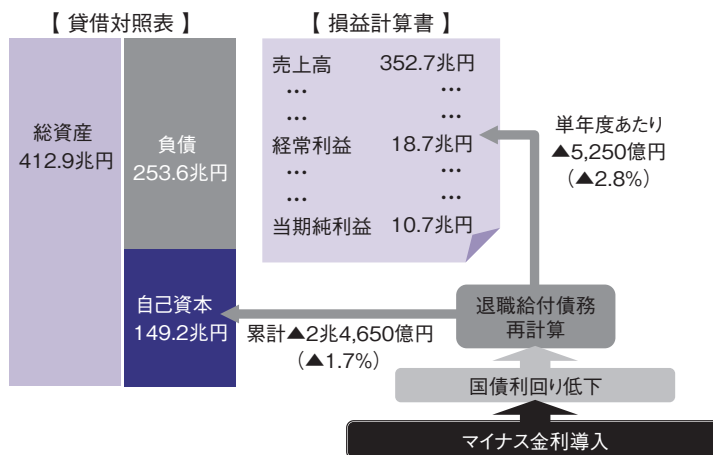 【 貸借対照表 】
総資産
412.9兆円
負債
253.6兆円
自己資本
149.2兆円
【 損益計算書 】
売上高 352.7兆円
… …
… …
経常利益 18.7兆円
… …
… …
当期純利益 10.7兆円
単年度あたり
▲5,250億円
（▲2.8%）
累計▲2兆4,650億円
（▲1.7%）
退職給付債務
再計算
国債利回り低下
マイナス金利導入